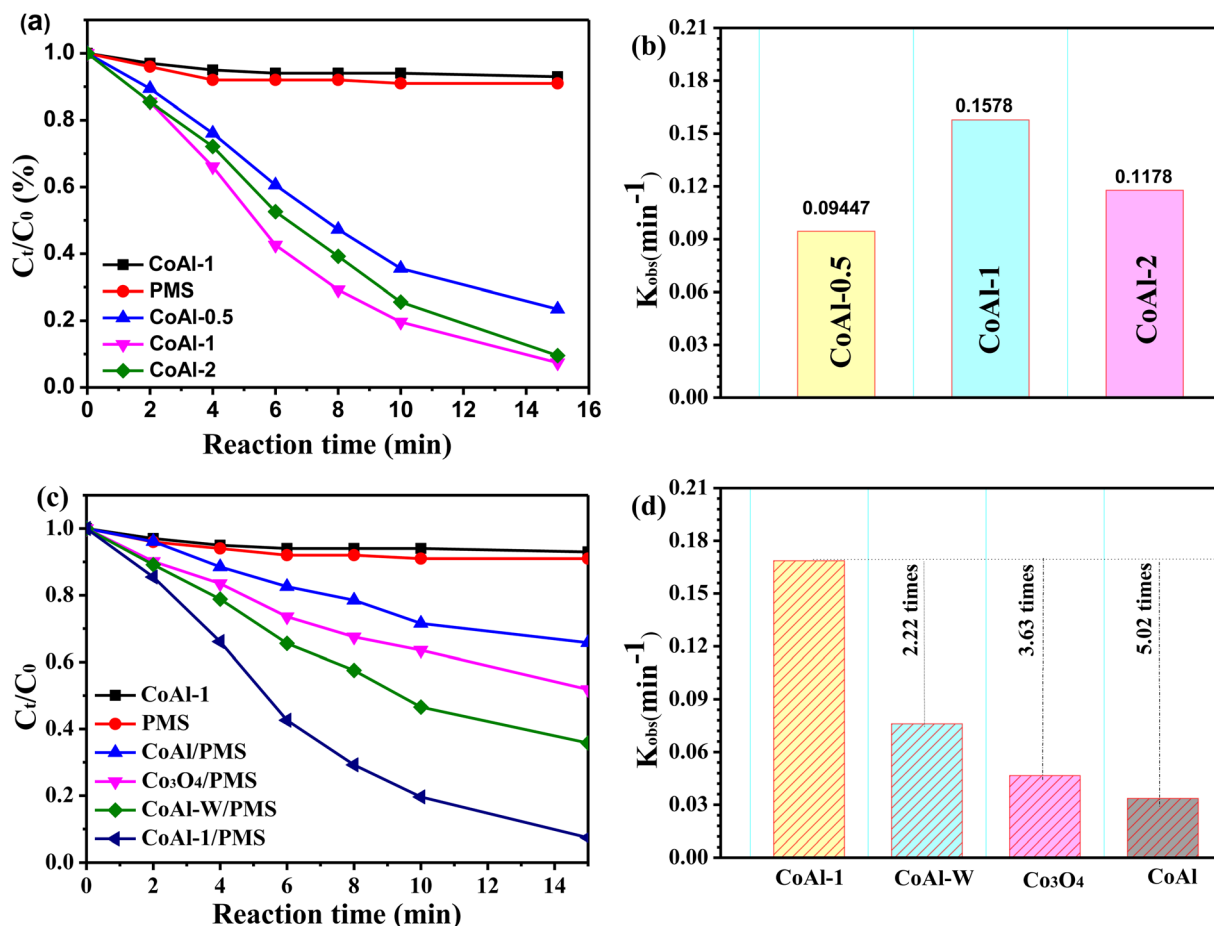 (a)
1.0
0.8
0.6
0.4
0.2
0.0
Ct/C0 (%)
CoAl-1
PMS
CoAl-0.5
CoAl-1
CoAl-2
0 2 4 6 8 10 12 14 16
Reaction time (min)
(b)
0.21
0.18
0.15
0.12
0.09
0.06
0.03
0.00
Kobs(min⁻¹)
0.09447
0.1578
0.1178
CoAl-0.5
CoAl-1
CoAl-2
(c)
1.0
0.8
0.6
0.4
0.2
0.0
Ct/C0
CoAl-1
PMS
CoAl/PMS
Co3O4/PMS
CoAl-W/PMS
CoAl-1/PMS
0 2 4 6 8 10 12 14
Reaction time (min)
(d)
0.21
0.18
0.15
0.12
0.09
0.06
0.03
0.00
Kobs(min⁻¹)
2.22 times
3.63 times
5.02 times
CoAl-1 CoAl-W Co3O4 CoAl